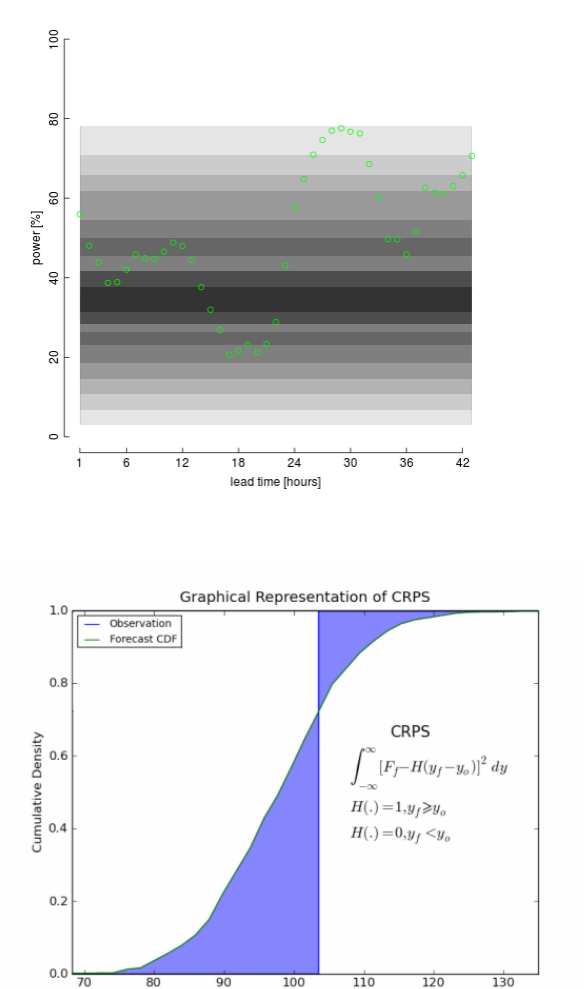 100
80
60
40
20
0
power [%]
1 6 12 18 24 30 36 42
lead time [hours]
Graphical Representation of CRPS
1.0
Observation
Forecast CDF
0.8
0.6
0.4
0.2
0.0
Cumulative Density
CRPS
∫_{-∞}^{∞} [F_f − H(y_f − y_o)]² dy
H(.) = 1, y_f ⩾ y_o
H(.) = 0, y_f < y_o
70 80 90 100 110 120 130